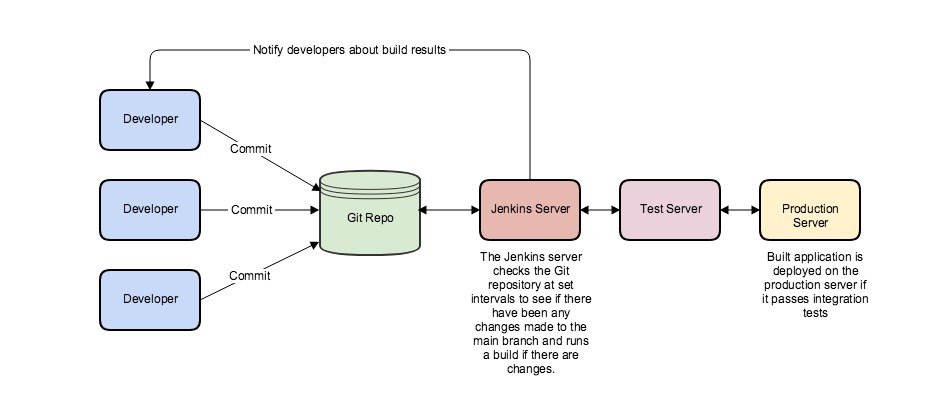 Notify developers about build results
Developer
Commit
Developer
Commit
Git Repo
Jenkins Server
Test Server
Production
Server
Developer
Commit
The Jenkins server
checks the Git
repository at set
intervals to see if there
have been any
changes made to the
main branch and runs
a build if there are
changes.
Built application is
deployed on the
production server if
it passes integration
tests